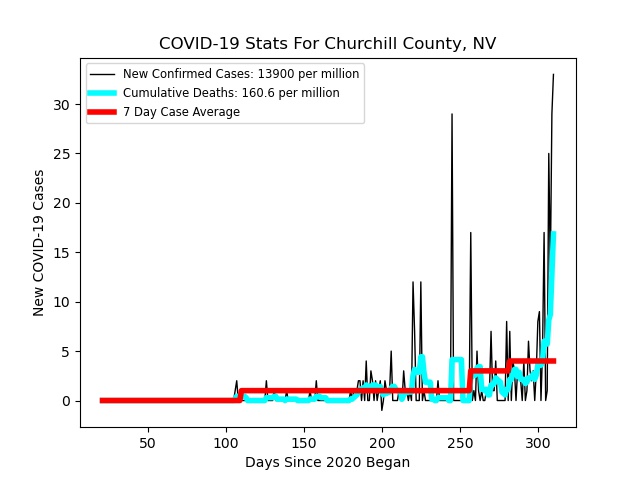 COVID-19 Stats For Churchill County, NV
New Confirmed Cases: 13900 per million
Cumulative Deaths: 160.6 per million
7 Day Case Average
New COVID-19 Cases
30
25
20
15
10
5
0
50
100
150
200
250
300
Days Since 2020 Began